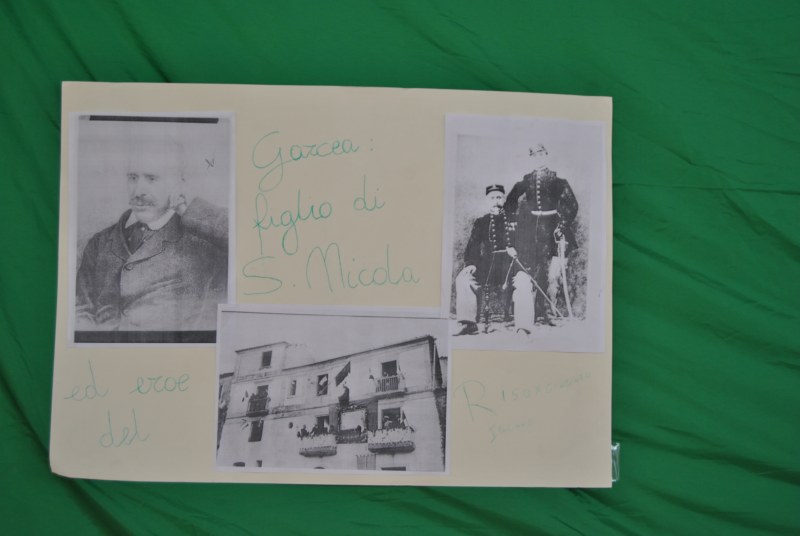 Garcea:
figlio di
S. Nicola
ed eroe
del
Risorgimento